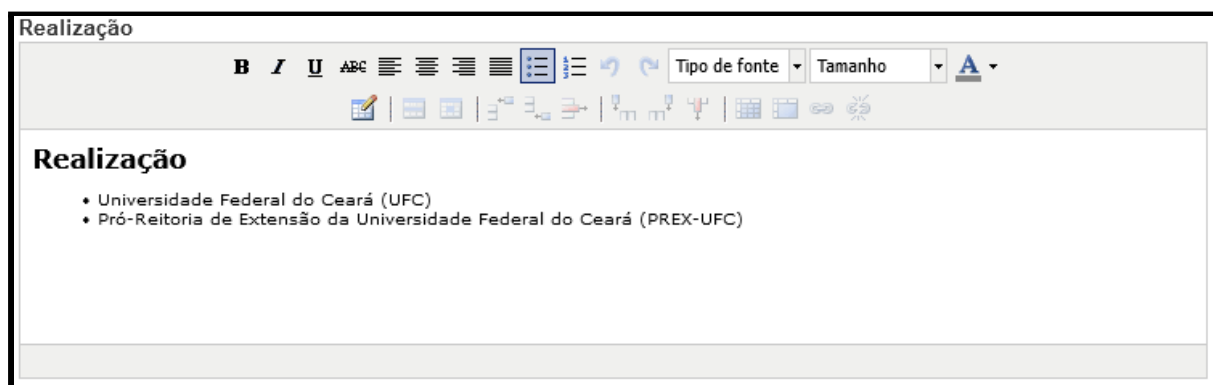 Realização
B I U ABC Tipo de fonte Tamanho A
Realização
• Universidade Federal do Ceará (UFC)
• Pró-Reitoria de Extensão da Universidade Federal do Ceará (PREX-UFC)